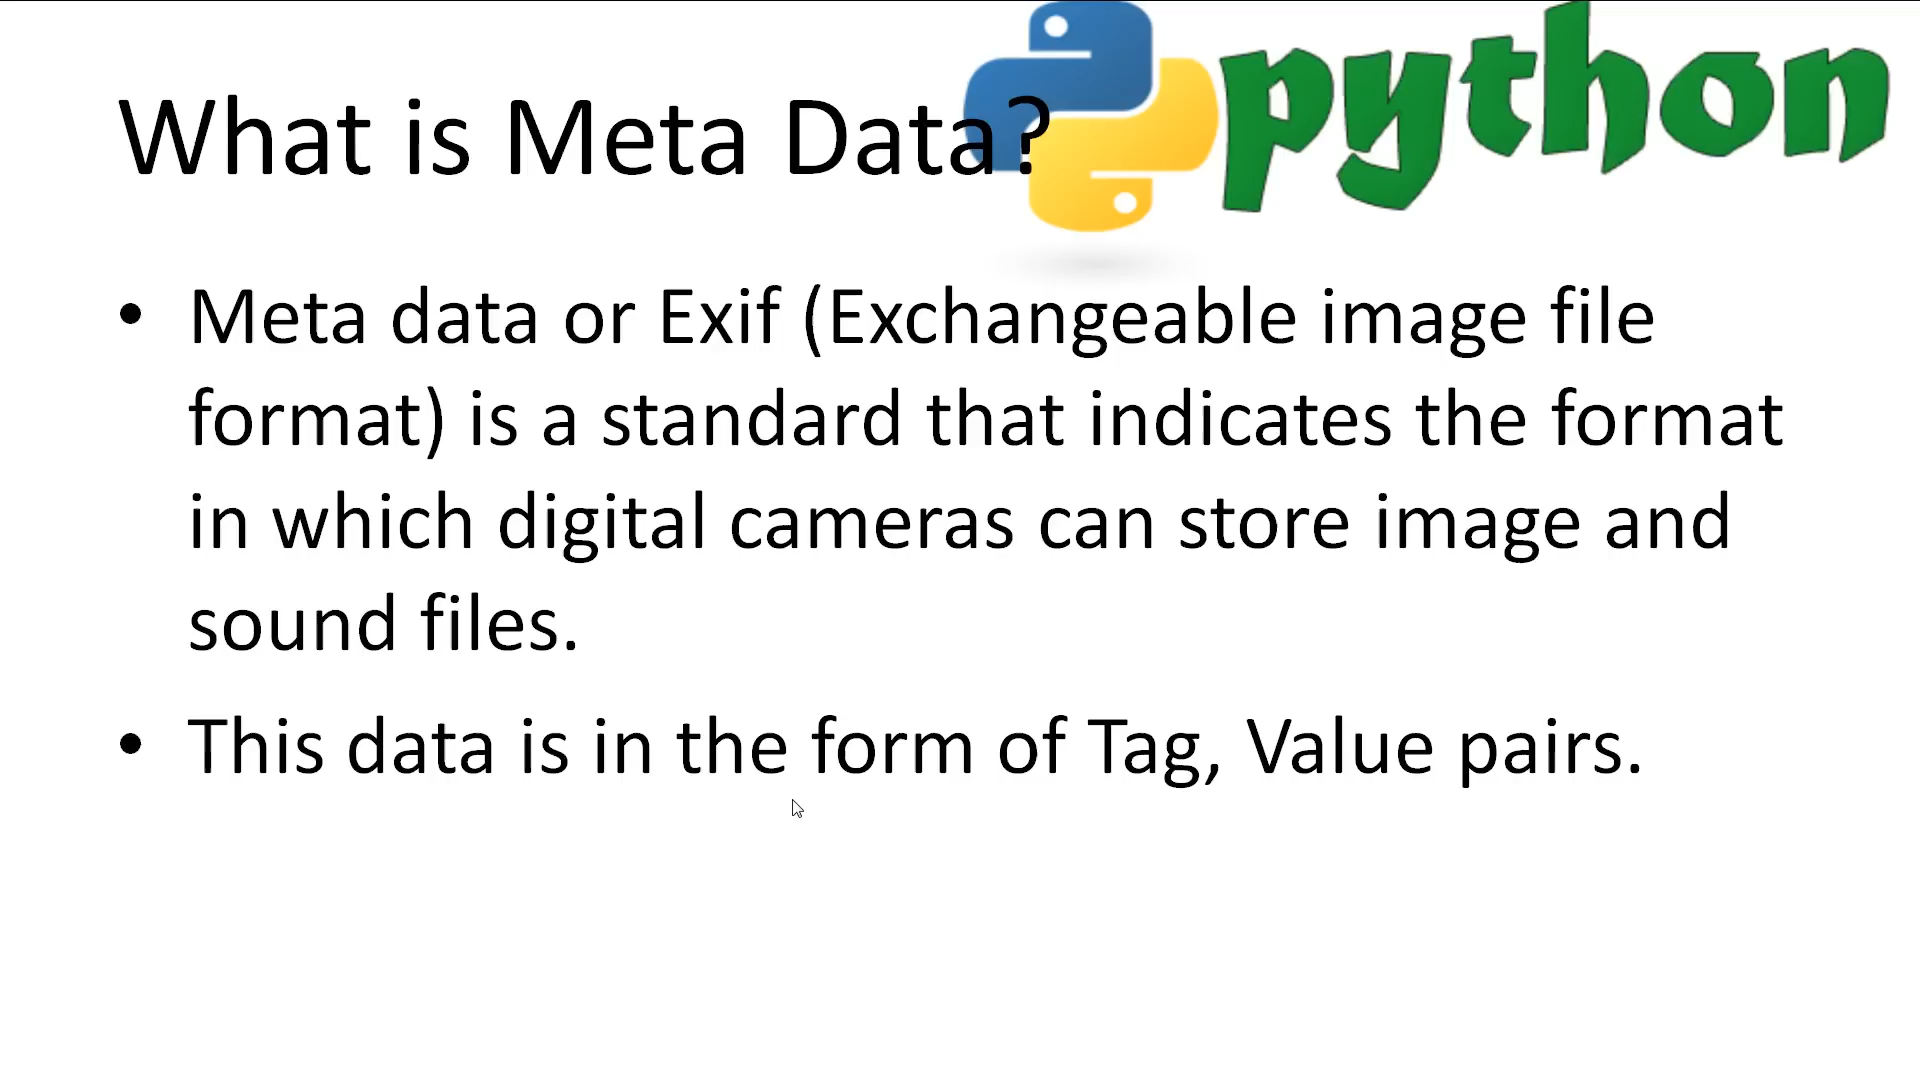 python
What is Meta Data?
• Meta data or Exif (Exchangeable image file
format) is a standard that indicates the format
in which digital cameras can store image and
sound files.
• This data is in the form of Tag, Value pairs.